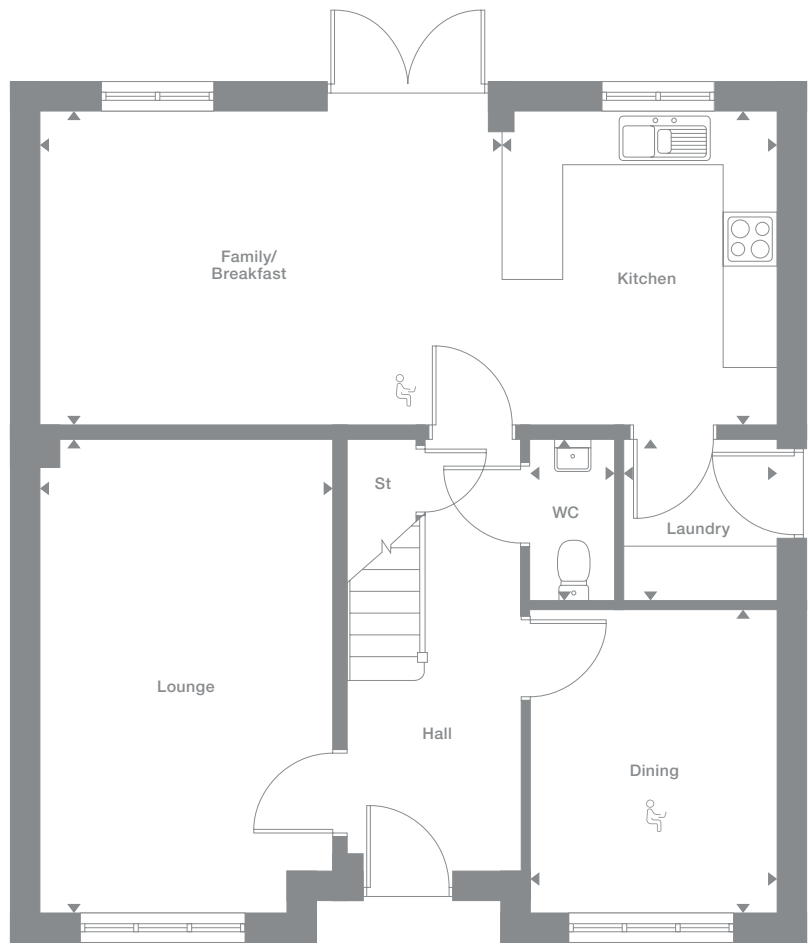 Family/
Breakfast
Kitchen
St
WC
Laundry
Lounge
Hall
Dining